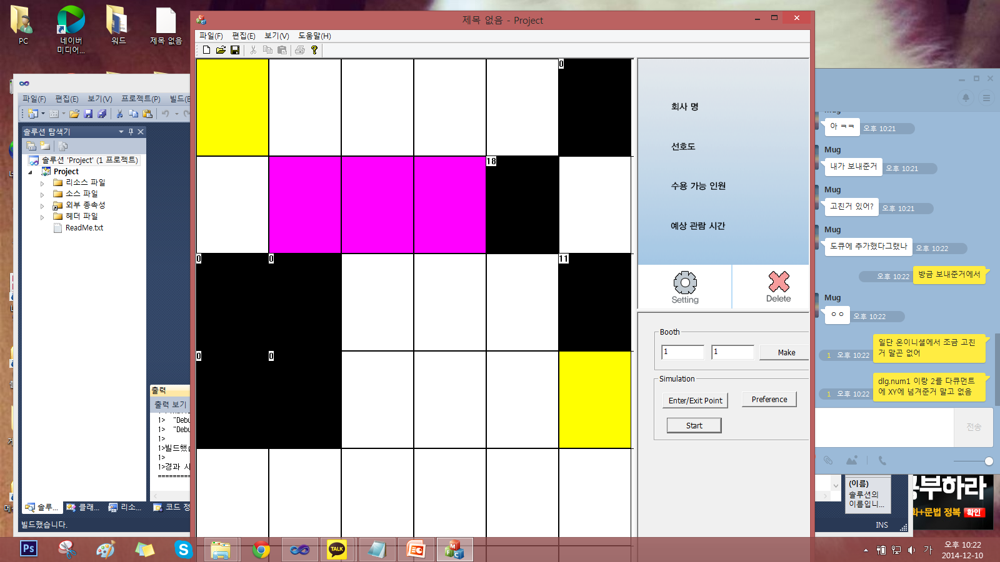 PC
네이버
미디어...
워드
제목 없음
파일(F) 편집(E) 보기(V) 프로젝트(P) 빌드(B
솔루션 탐색기
솔루션 'Project' (1 프로젝트)
Project
리소스 파일
소스 파일
외부 종속성
헤더 파일
ReadMe.txt
출력
출력 보기
1> "Debu
1> "Debu
1>
1>빌드했습
1>
1>경과 시
==========
솔루... 클래... 리소... 코드 정
빌드했습니다.
제목 없음 - Project
파일(F) 편집(E) 보기(V) 도움말(H)
0
18
0 0 11
0 0
회사 명
선호도
수용 가능 인원
예상 관람 시간
Setting Delete
Booth
1 1 Make
Simulation
Enter/Exit Point Preference
Start
Mug
아 ㅋㅋ 오후 10:21
Mug
내가 보내준거 오후 10:21
Mug
고친거 있어? 오후 10:21
Mug
도큐에 추가했다그랬나 오후 10:22
오후 10:22 방금 보내준거에서
Mug
ㅇㅇ 오후 10:22
일단 온이니셜에서 조금 고친
거 말곤 없어
1 오후 10:22
dlg.num1 이랑 2를 다큐먼트
에 XY에 넘겨준거 말고 없음
1 오후 10:22
전송
(이름)
솔루션의
이름입니...
공부하라
화+문법 정복 확인
INS
Ps
TALK
M
F
C
가
오후 10:22
2014-12-10